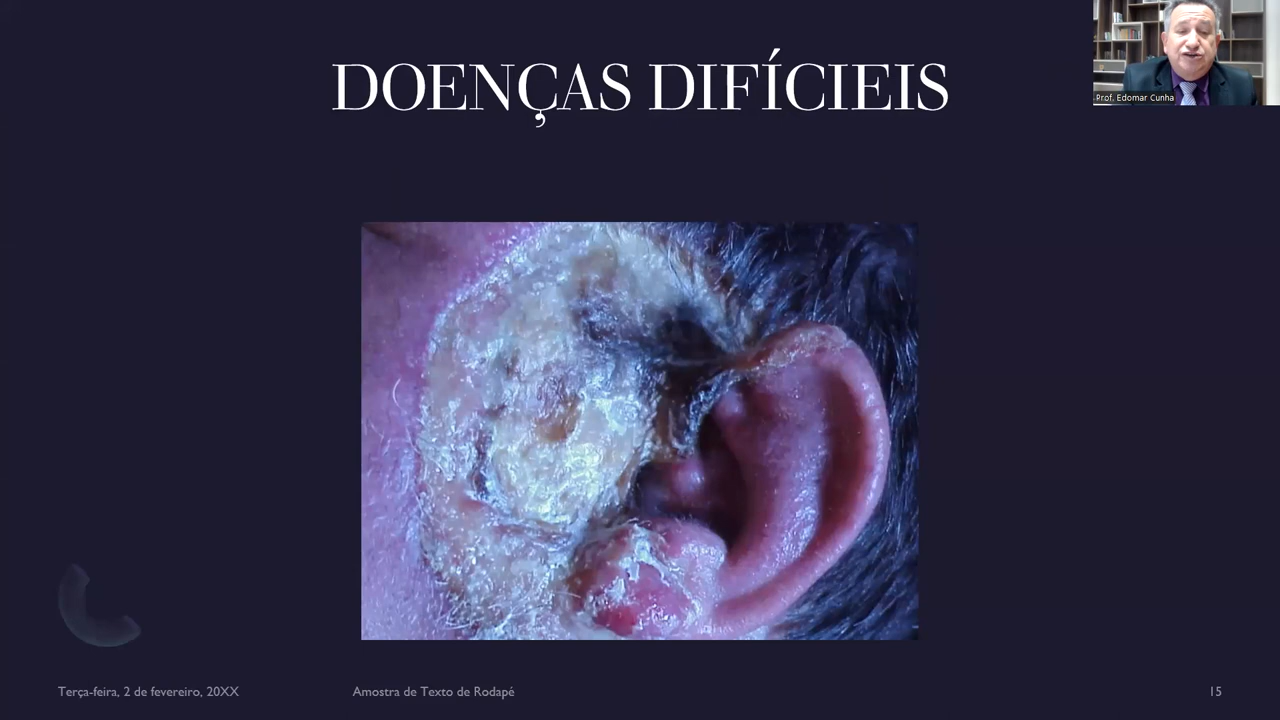 DOENÇAS DIFÍCIEIS
Prof. Edomar Cunha
Terça-feira, 2 de fevereiro, 20XX
Amostra de Texto de Rodapé
15